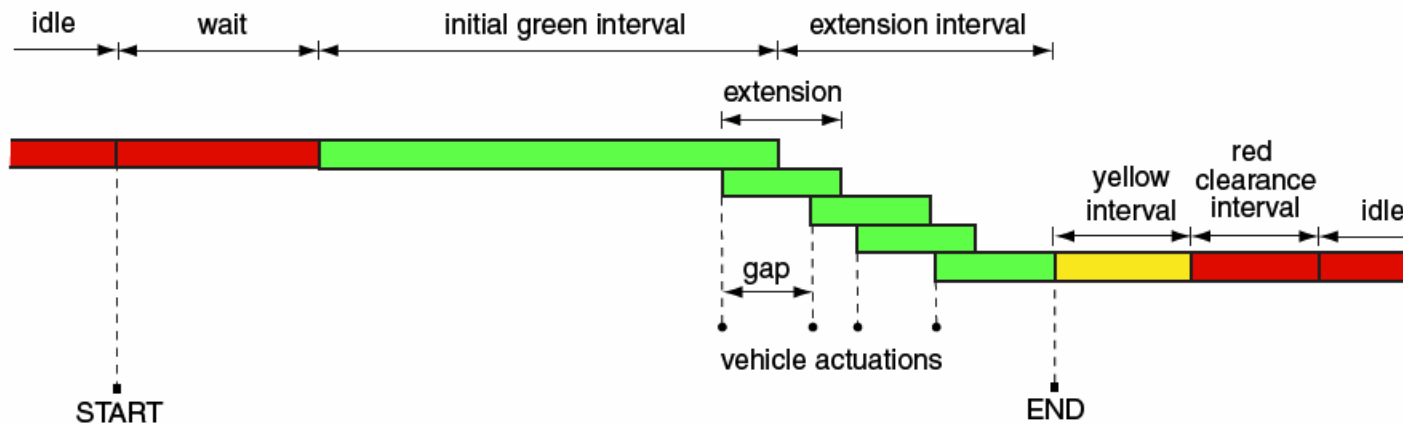 idle
wait
initial green interval
extension interval
extension
yellow
interval
red
clearance
interval
idle
gap
vehicle actuations
START
END